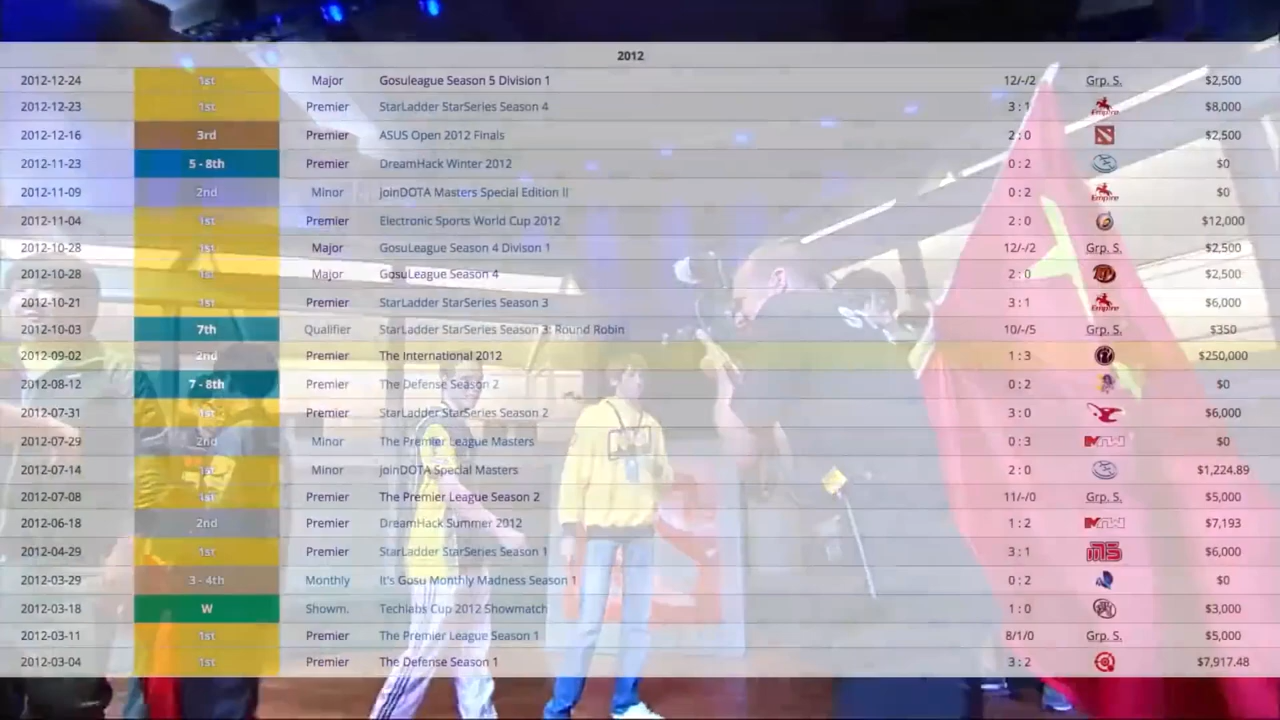 2012
2012-12-24 1st Major Gosuleague Season 5 Division 1 12/-/2 Grp. S. $2,500
2012-12-23 1st Premier StarLadder StarSeries Season 4 3 : 1 Empire $8,000
2012-12-16 3rd Premier ASUS Open 2012 Finals 2 : 0 $2,500
2012-11-23 5 - 8th Premier DreamHack Winter 2012 0 : 2 $0
2012-11-09 2nd Minor joinDOTA Masters Special Edition II 0 : 2 Empire $0
2012-11-04 1st Premier Electronic Sports World Cup 2012 2 : 0 $12,000
2012-10-28 1st Major GosuLeague Season 4 Divison 1 12/-/2 Grp. S. $2,500
2012-10-28 1st Major GosuLeague Season 4 2 : 0 $2,500
2012-10-21 1st Premier StarLadder StarSeries Season 3 3 : 1 Empire $6,000
2012-10-03 7th Qualifier StarLadder StarSeries Season 3: Round Robin 10/-/5 Grp. S. $350
2012-09-02 2nd Premier The International 2012 1 : 3 $250,000
2012-08-12 7 - 8th Premier The Defense Season 2 0 : 2 $0
2012-07-31 1st Premier StarLadder StarSeries Season 2 3 : 0 $6,000
2012-07-29 2nd Minor The Premier League Masters 0 : 3 $0
2012-07-14 1st Minor joinDOTA Special Masters 2 : 0 $1,224.89
2012-07-08 1st Premier The Premier League Season 2 11/-/0 Grp. S. $5,000
2012-06-18 2nd Premier DreamHack Summer 2012 1 : 2 $7,193
2012-04-29 1st Premier StarLadder StarSeries Season 1 3 : 1 $6,000
2012-03-29 3 - 4th Monthly It's Gosu Monthly Madness Season 1 0 : 2 $0
2012-03-18 W Showm. Techlabs Cup 2012 Showmatch 1 : 0 $3,000
2012-03-11 1st Premier The Premier League Season 1 8/1/0 Grp. S. $5,000
2012-03-04 1st Premier The Defense Season 1 3 : 2 $7,917.48